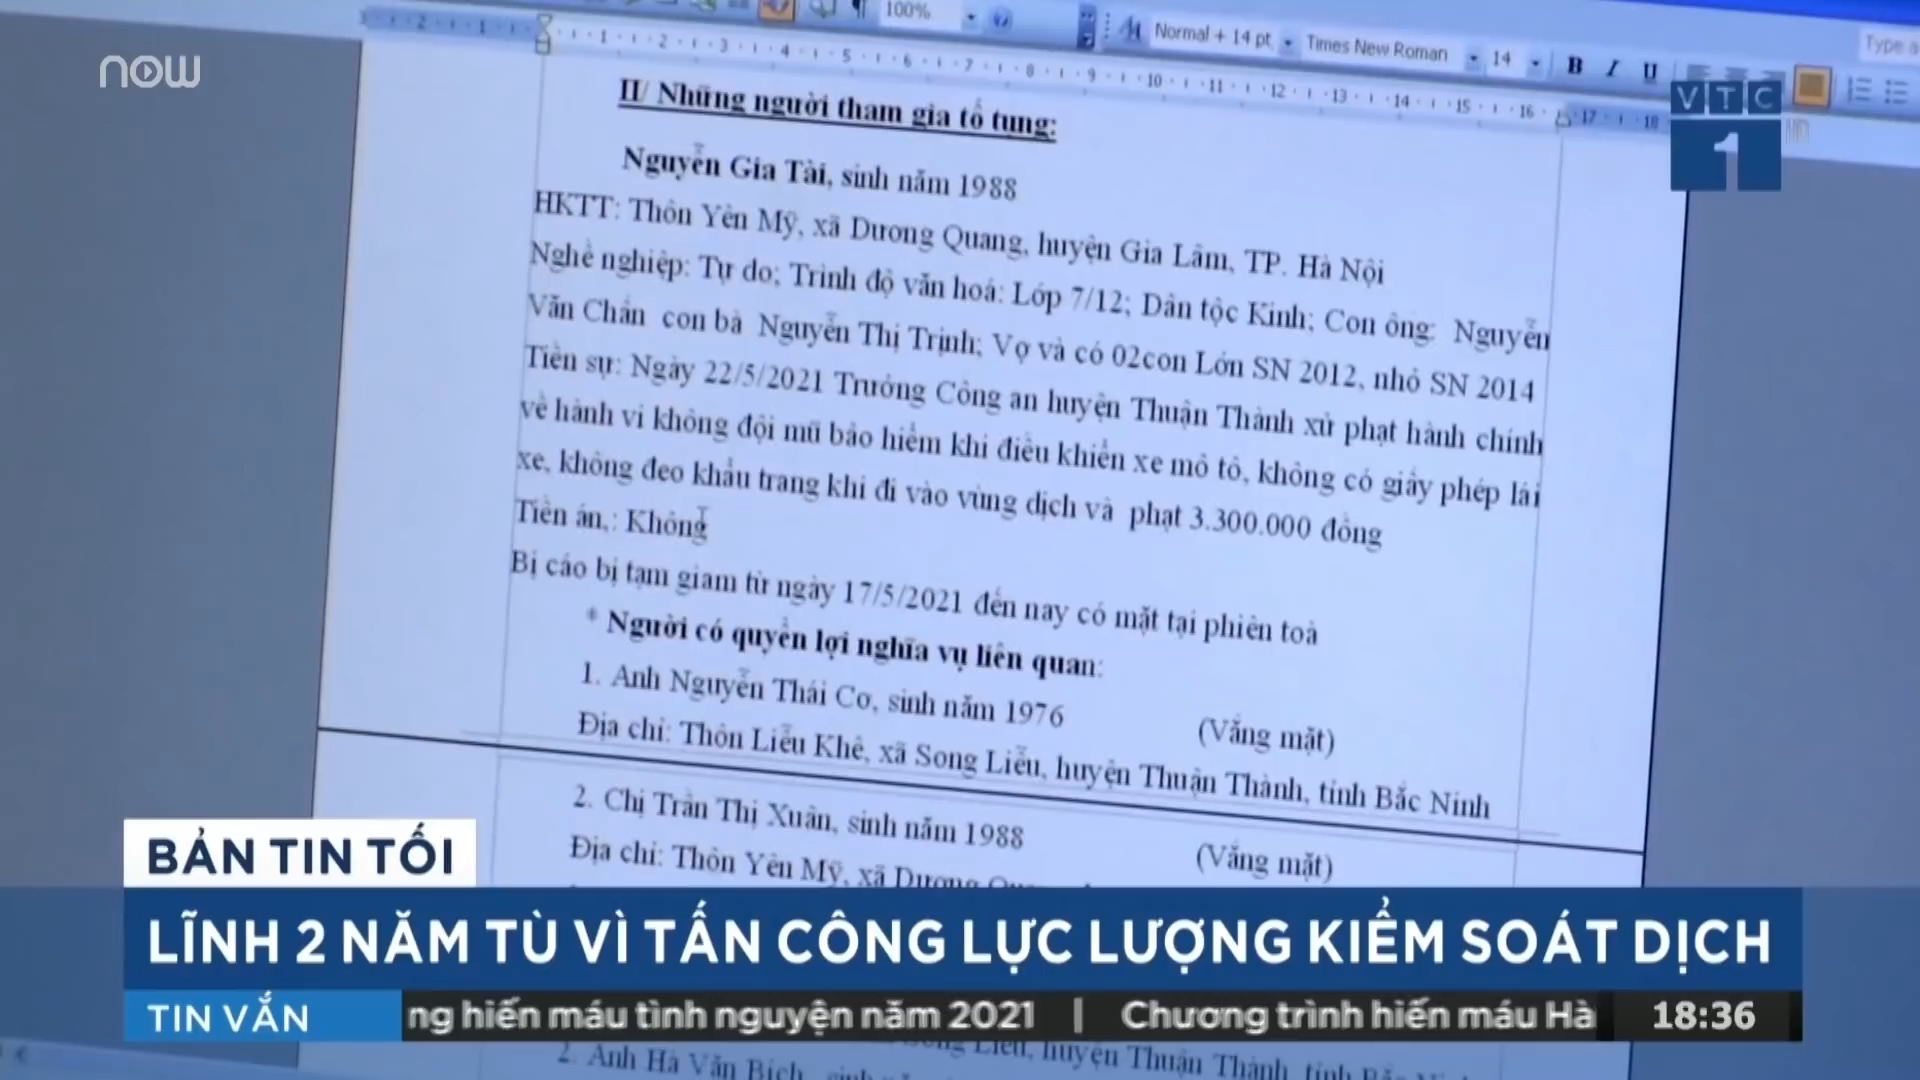 now
100%
Normal + 14 pt
Times New Roman
14
B I U
Type a
VTC
1
II/ Những người tham gia tố tụng:
Nguyễn Gia Tài, sinh năm 1988
HKTT: Thôn Yên Mỹ, xã Dương Quang, huyện Gia Lâm, TP. Hà Nội
Nghề nghiệp: Tự do; Trình độ văn hoá: Lớp 7/12; Dân tộc Kinh; Con ông: Nguyễn
Văn Chẩn con bà Nguyễn Thị Trịnh; Vợ và có 02con Lớn SN 2012, nhỏ SN 2014
Tiền sự: Ngày 22/5/2021 Trưởng Công an huyện Thuận Thành xử phạt hành chính
về hành vi không đội mũ bảo hiểm khi điều khiển xe mô tô, không có giấy phép lái
xe, không đeo khẩu trang khi đi vào vùng dịch và phạt 3.300.000 đồng
Tiền án,: Không
Bị cáo bị tạm giam từ ngày 17/5/2021 đến nay có mặt tại phiên toà
* Người có quyền lợi nghĩa vụ liên quan:
1. Anh Nguyễn Thái Cơ, sinh năm 1976 (Vắng mặt)
Địa chỉ: Thôn Liễu Khê, xã Song Liễu, huyện Thuận Thành, tỉnh Bắc Ninh
2. Chị Trần Thị Xuân, sinh năm 1988 (Vắng mặt)
Địa chỉ: Thôn Yên Mỹ, xã Dương
BẢN TIN TỐI
LĨNH 2 NĂM TÙ VÌ TẤN CÔNG LỰC LƯỢNG KIỂM SOÁT DỊCH
TIN VẮN
ng hiến máu tình nguyện năm 2021 | Chương trình hiến máu Hà
18:36
2. Anh Hà Văn Bích
huyện Thuận Thành, tỉnh